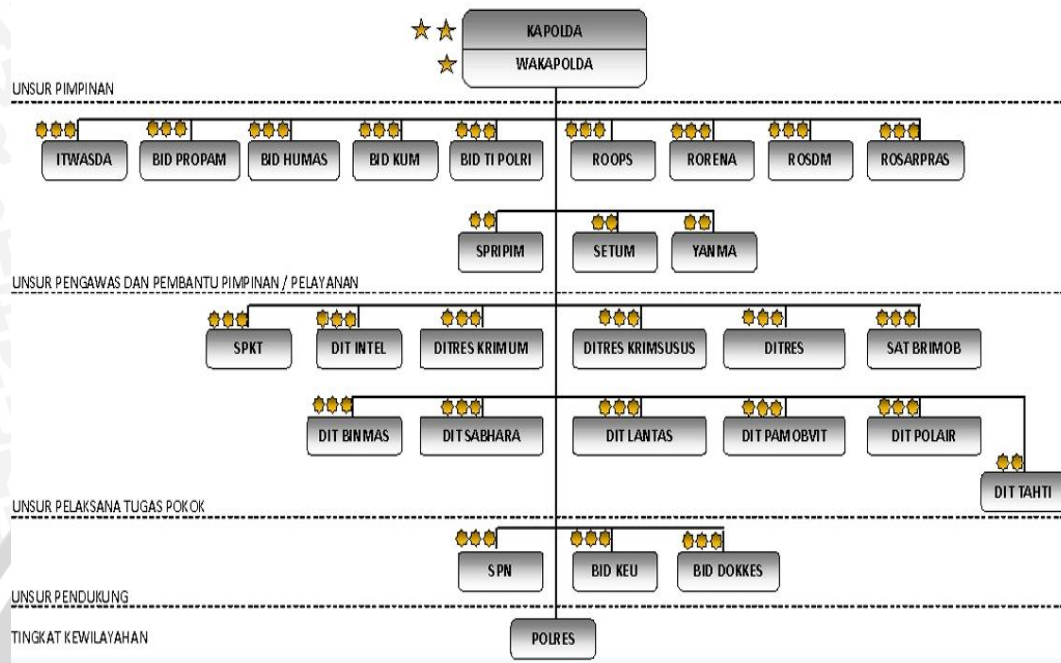 KAPOLDA
WAKAPOLDA
UNSUR PIMPINAN
ITWASDA
BID PROPAM
BID HUMAS
BID KUM
BID TI POLRI
ROOPS
RORENA
ROSDM
ROSARPRAS
SPRIPIM
SETUM
YANMA
UNSUR PENGAWAS DAN PEMBANTU PIMPINAN / PELAYANAN
SPKT
DIT INTEL
DITRES KRIMUM
DITRES KRIMSUSUS
DITRES
SAT BRIMOB
DIT BINMAS
DIT SABHARA
DIT LANTAS
DIT PAMOBVIT
DIT POLAIR
DIT TAHTI
UNSUR PELAKSANA TUGAS POKOK
SPN
BID KEU
BID DOKKES
UNSUR PENDUKUNG
TINGKAT KEWILAYAHAN
POLRES